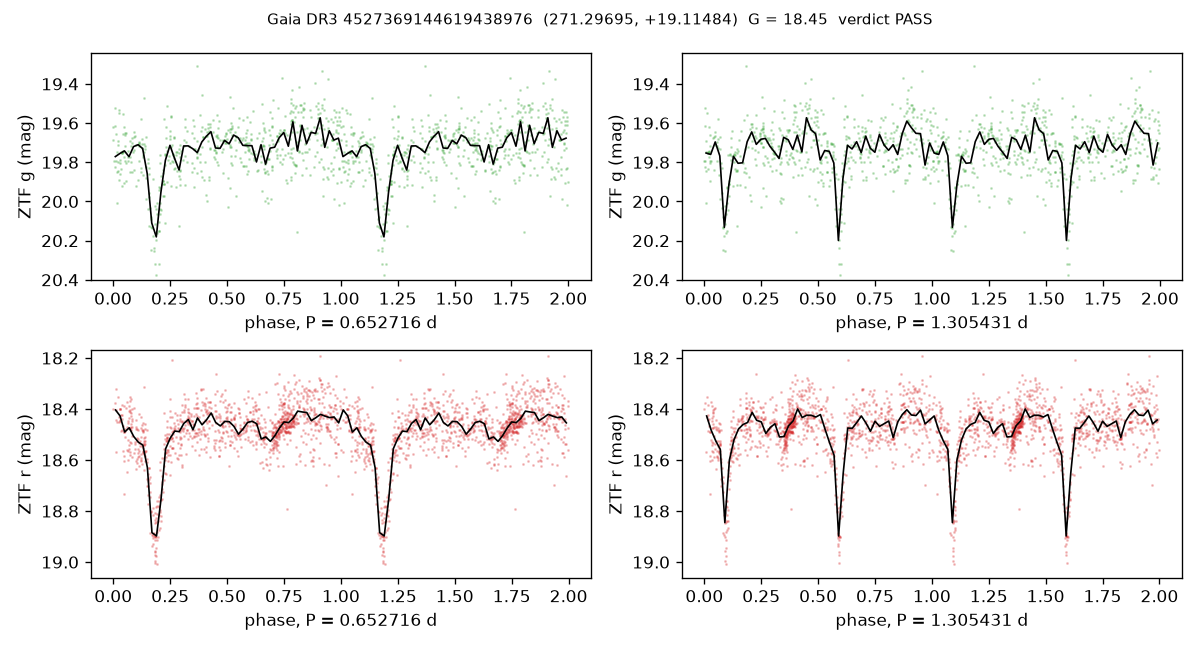 Gaia DR3 4527369144619438976  (271.29695, +19.11484)  G = 18.45  verdict PASS
ZTF g (mag)
19.4
19.6
19.8
20.0
20.2
20.4
0.00 0.25 0.50 0.75 1.00 1.25 1.50 1.75 2.00
phase, P = 0.652716 d
ZTF g (mag)
19.4
19.6
19.8
20.0
20.2
20.4
0.00 0.25 0.50 0.75 1.00 1.25 1.50 1.75 2.00
phase, P = 1.305431 d
ZTF r (mag)
18.2
18.4
18.6
18.8
19.0
0.00 0.25 0.50 0.75 1.00 1.25 1.50 1.75 2.00
phase, P = 0.652716 d
ZTF r (mag)
18.2
18.4
18.6
18.8
19.0
0.00 0.25 0.50 0.75 1.00 1.25 1.50 1.75 2.00
phase, P = 1.305431 d